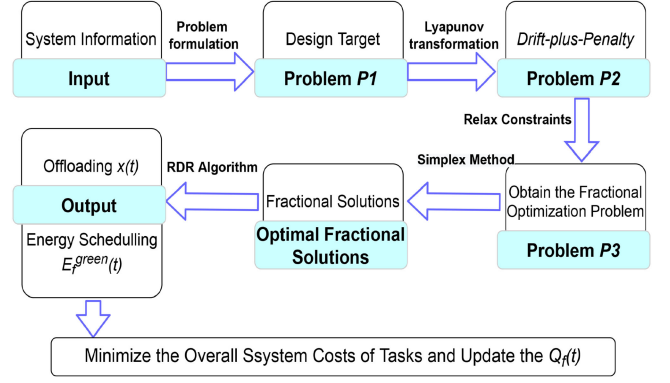 System Information
Input
Problem
formulation
Design Target
Problem P1
Lyapunov
transformation
Drift-plus-Penalty
Problem P2
Relax Constraints
Obtain the Fractional
Optimization Problem
Problem P3
Simplex Method
Fractional Solutions
Optimal Fractional
Solutions
RDR Algorithm
Offloading x(t)
Output
Energy Schedulling
E_f^green(t)
Minimize the Overall Ssystem Costs of Tasks and Update the Q_f(t)